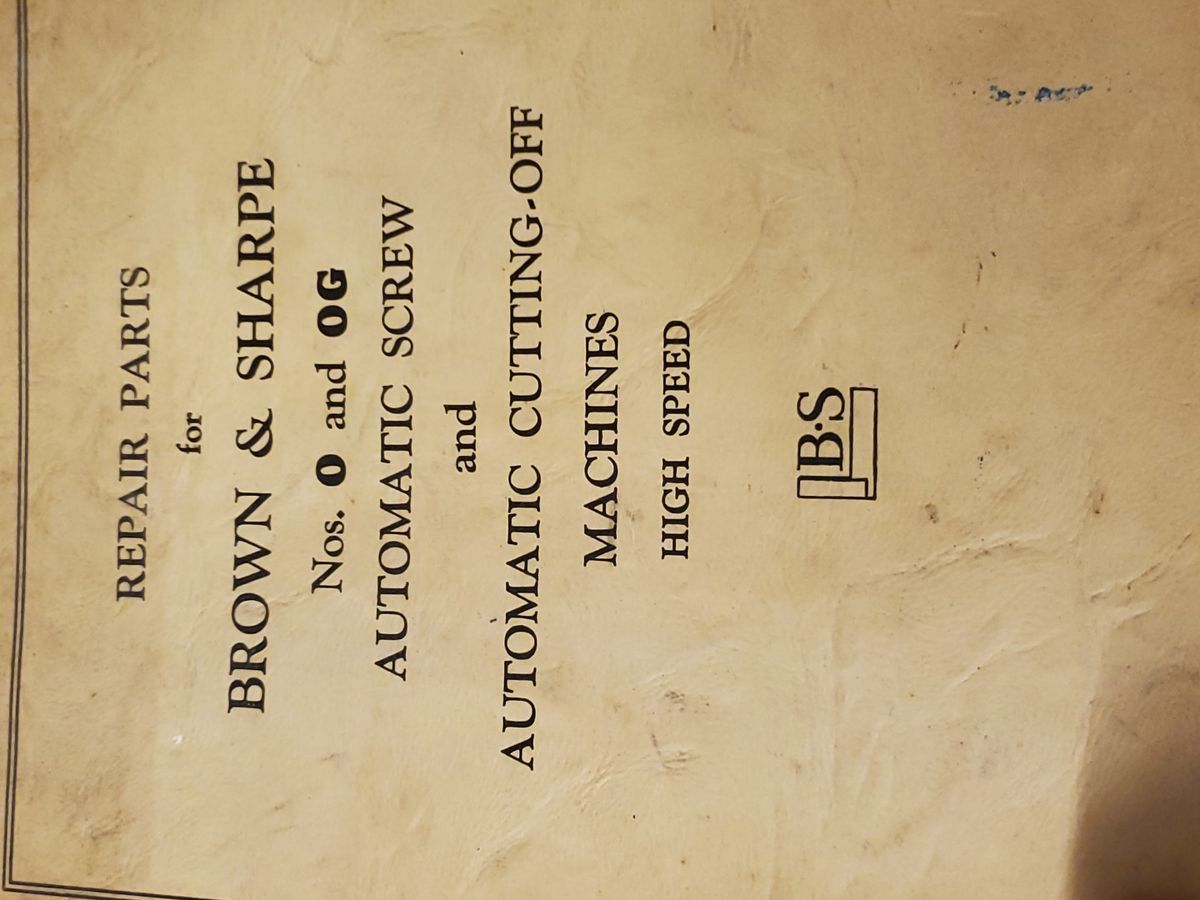 REPAIR PARTS
for
BROWN & SHARPE
Nos. 0 and 0G
AUTOMATIC SCREW
and
AUTOMATIC CUTTING-OFF
MACHINES
HIGH SPEED
B·S